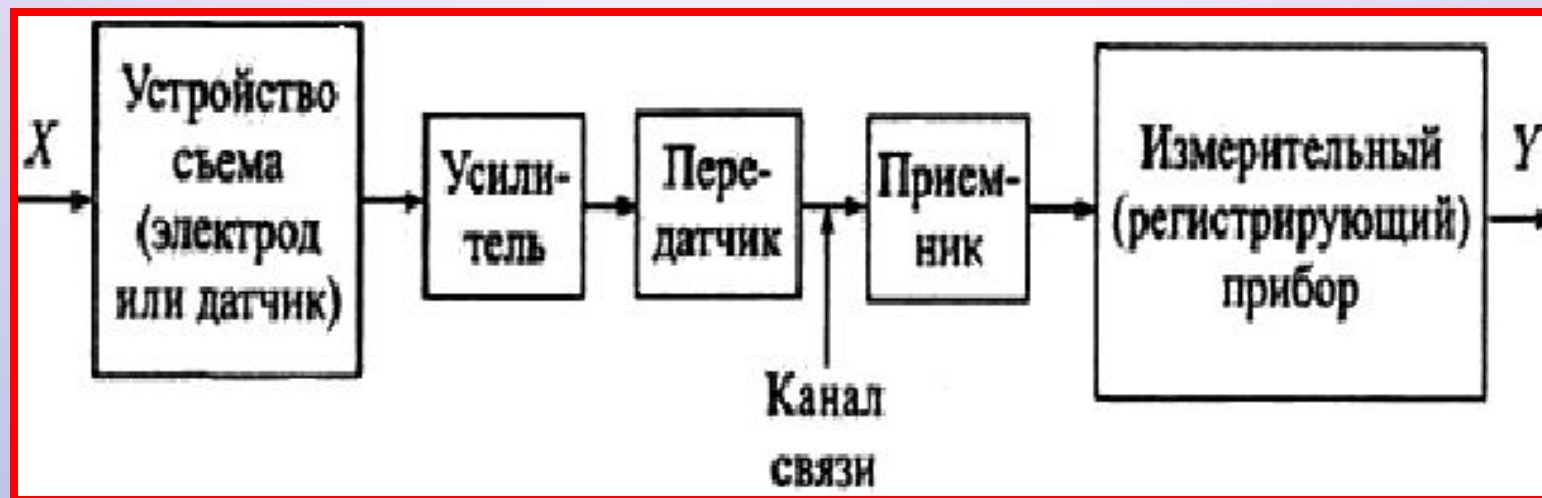 X
Устройство
съема
(электрод
или датчик)
Усили-
тель
Пере-
датчик
Канал
связи
Прием-
ник
Измерительный
(регистрирующий)
прибор
Y